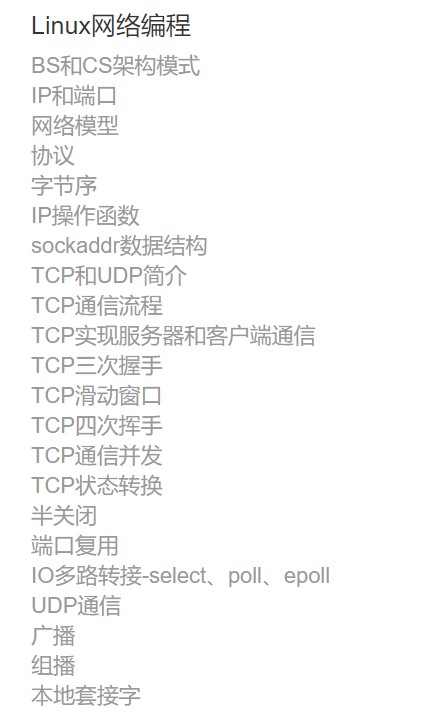 Linux网络编程
BS和CS架构模式
IP和端口
网络模型
协议
字节序
IP操作函数
sockaddr数据结构
TCP和UDP简介
TCP通信流程
TCP实现服务器和客户端通信
TCP三次握手
TCP滑动窗口
TCP四次挥手
TCP通信并发
TCP状态转换
半关闭
端口复用
IO多路转接-select、poll、epoll
UDP通信
广播
组播
本地套接字